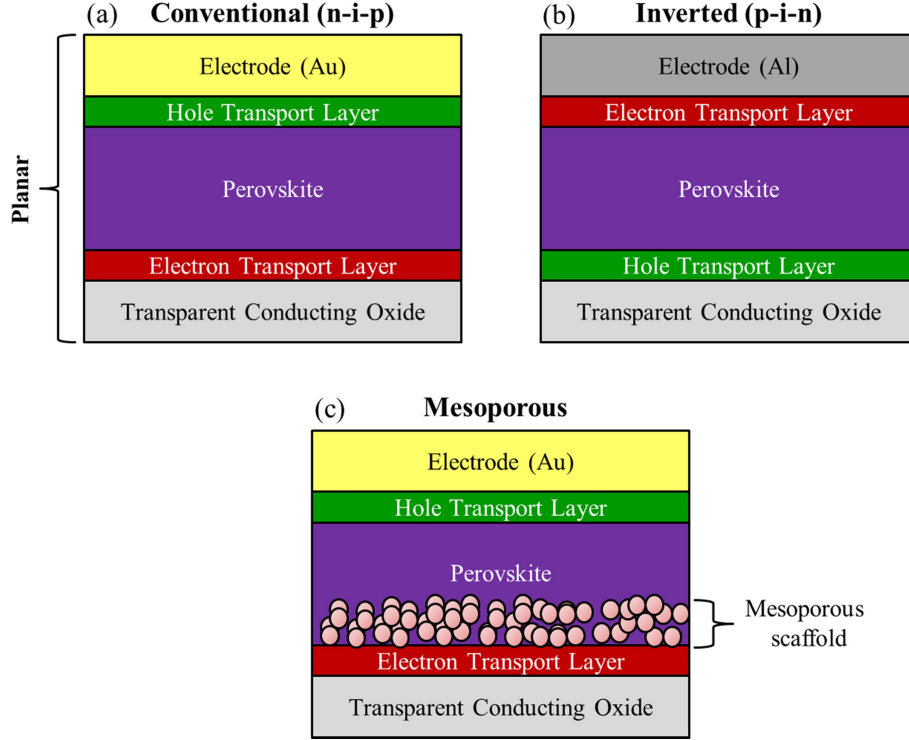 (a) Conventional (n-i-p)
Electrode (Au)
Hole Transport Layer
Perovskite
Electron Transport Layer
Transparent Conducting Oxide
Planar
(b) Inverted (p-i-n)
Electrode (Al)
Electron Transport Layer
Perovskite
Hole Transport Layer
Transparent Conducting Oxide
(c) Mesoporous
Electrode (Au)
Hole Transport Layer
Perovskite
Mesoporous
scaffold
Electron Transport Layer
Transparent Conducting Oxide